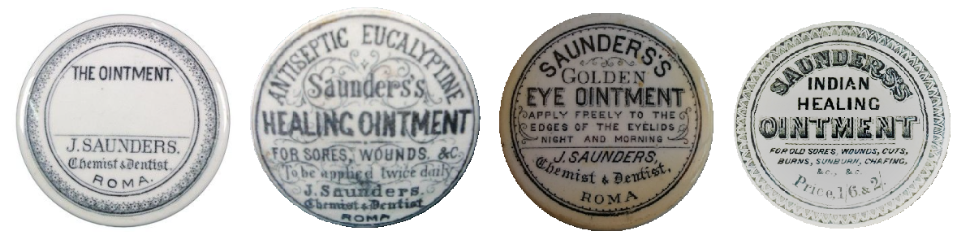 THE OINTMENT.
J. SAUNDERS.
Chemist & Dentist.
ROMA.
ANTISEPTIC EUCALYPTINE
Saunders's
HEALING OINTMENT
FOR SORES, WOUNDS, &C.
To be applied twice daily
J. Saunders.
Chemist & Dentist
ROMA
SAUNDERS'S
GOLDEN
EYE OINTMENT
APPLY FREELY TO THE
EDGES OF THE EYELIDS
NIGHT AND MORNING
J. SAUNDERS,
Chemist & Dentist,
ROMA
SAUNDERS'S
INDIAN
HEALING
OINTMENT
FOR OLD SORES, WOUNDS, CUTS,
BURNS, SUNBURN, CHAFING,
&c., &c.
Price, 1/6 & 2/-